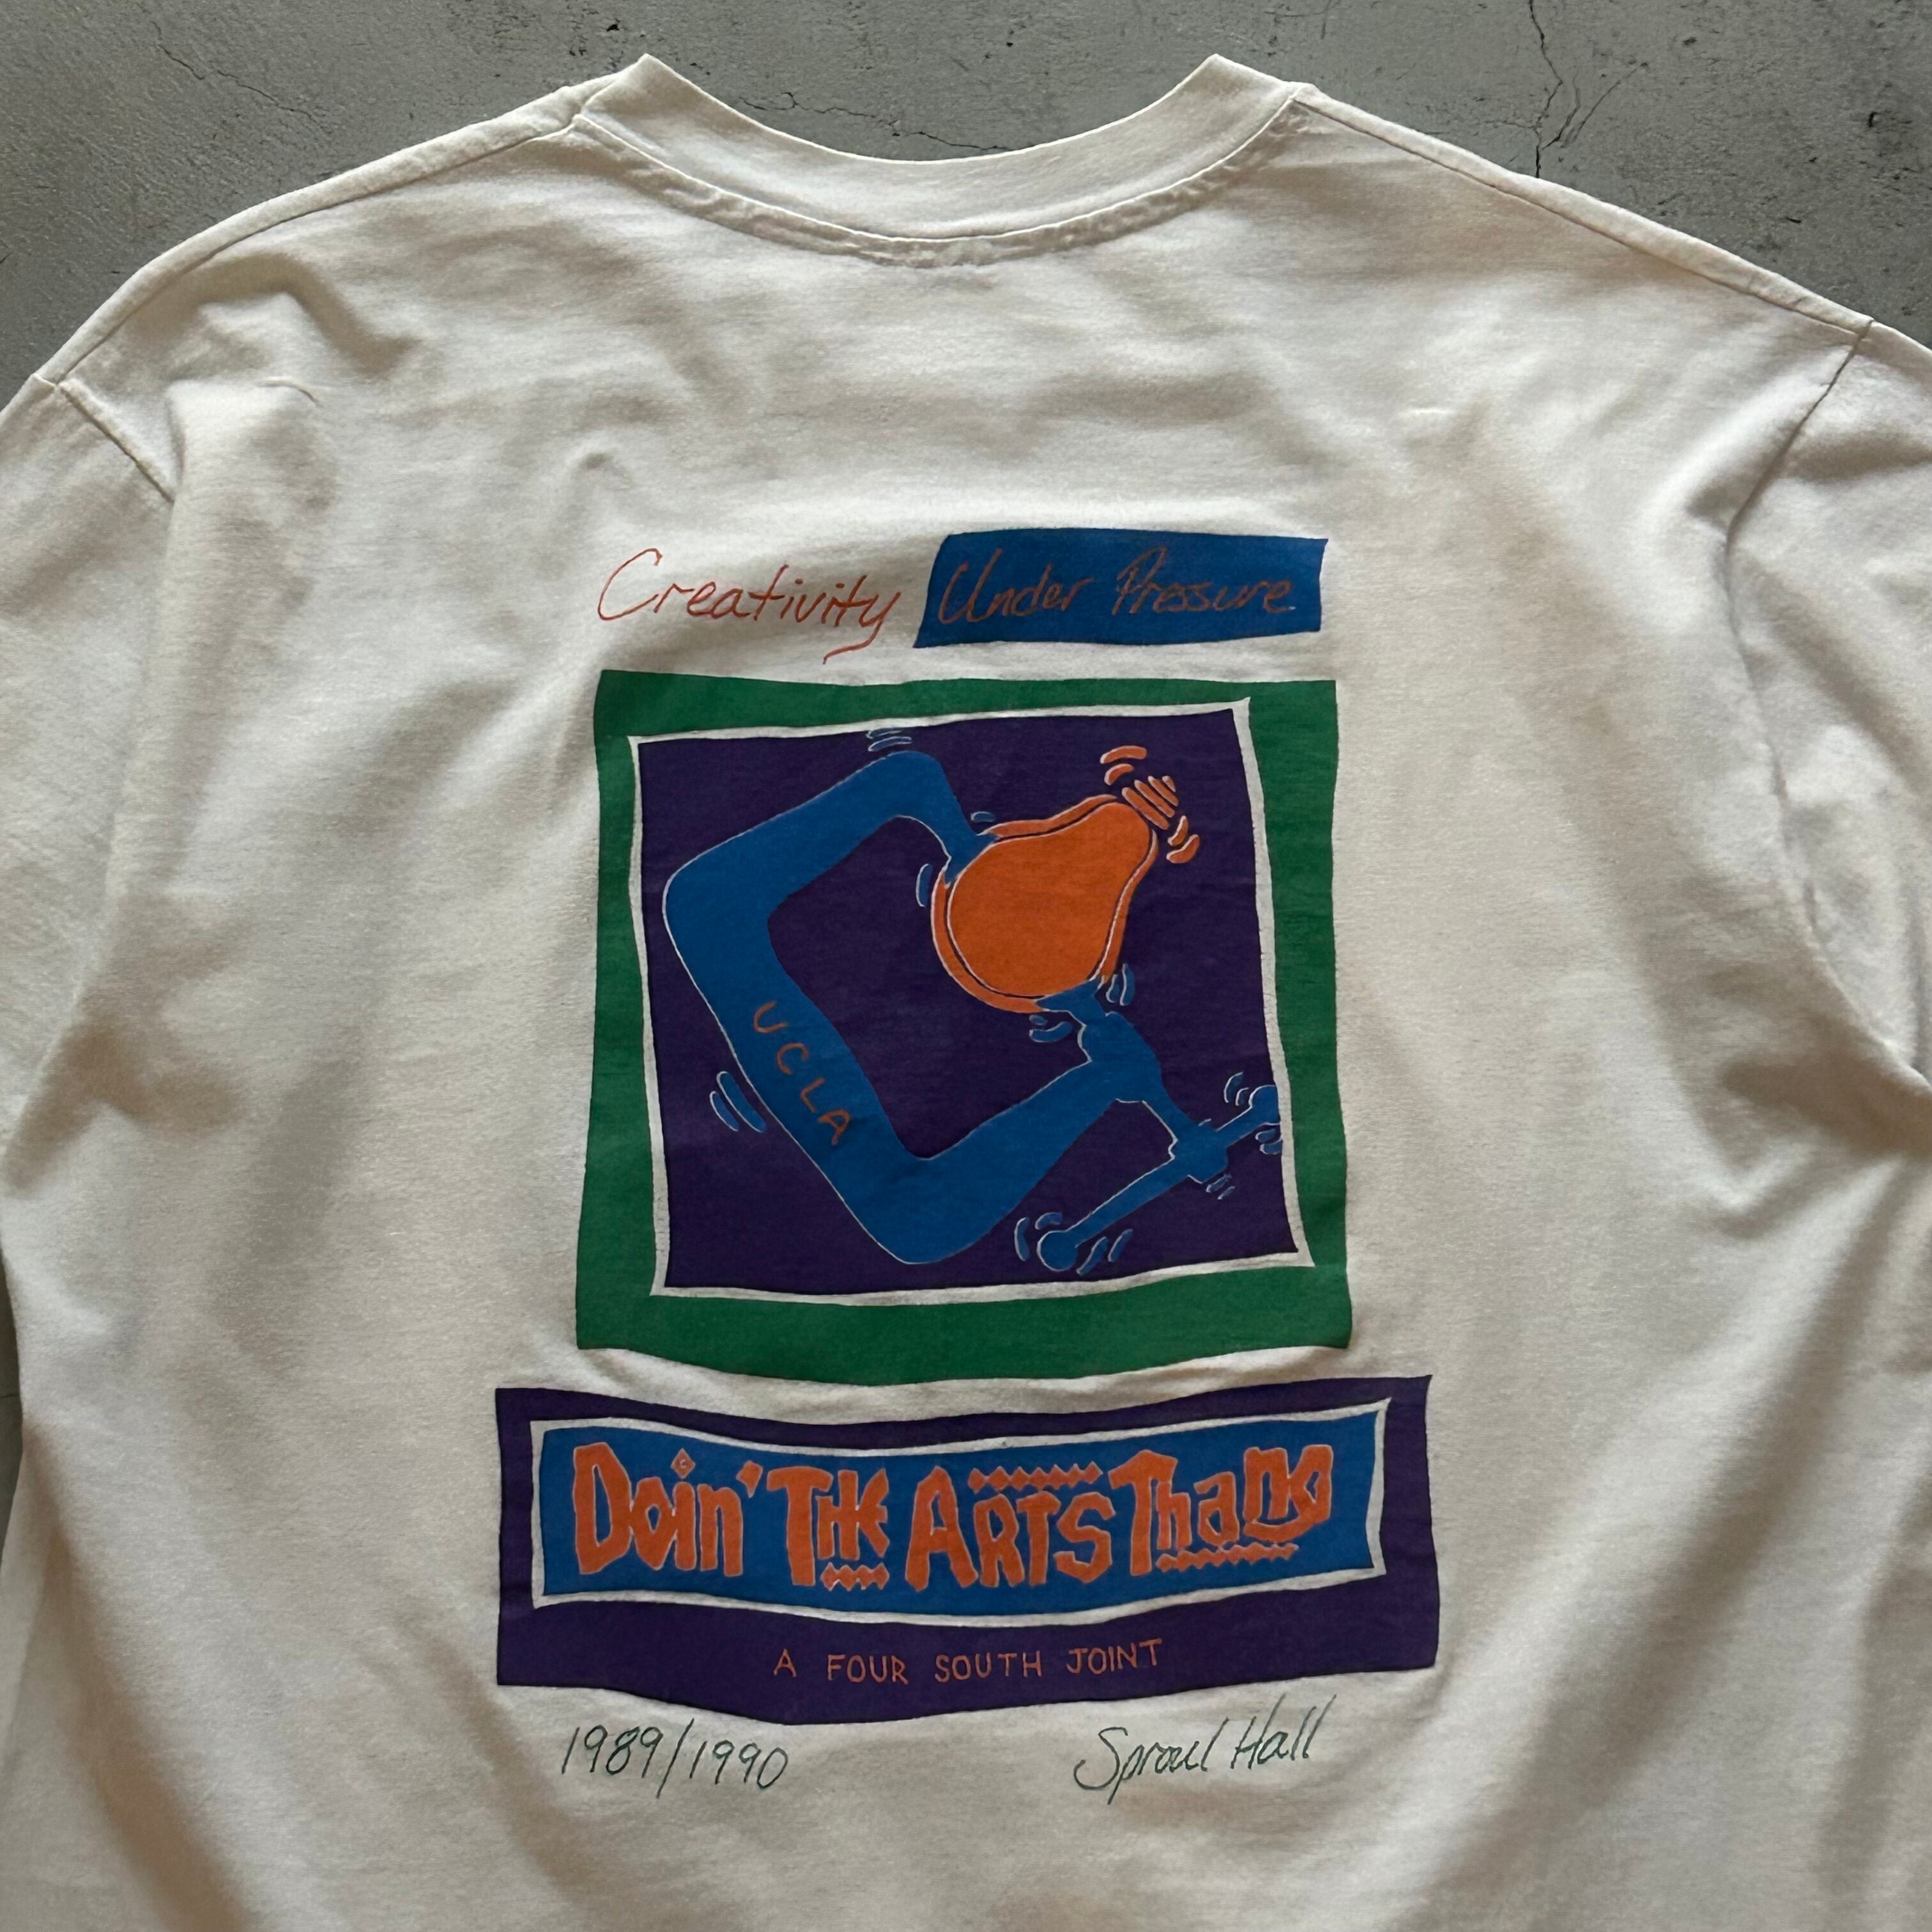 Creativity Under Pressure
UCLA
Doin' THE ARTS Thang
A FOUR SOUTH JOINT
1989/1990 Sproul Hall